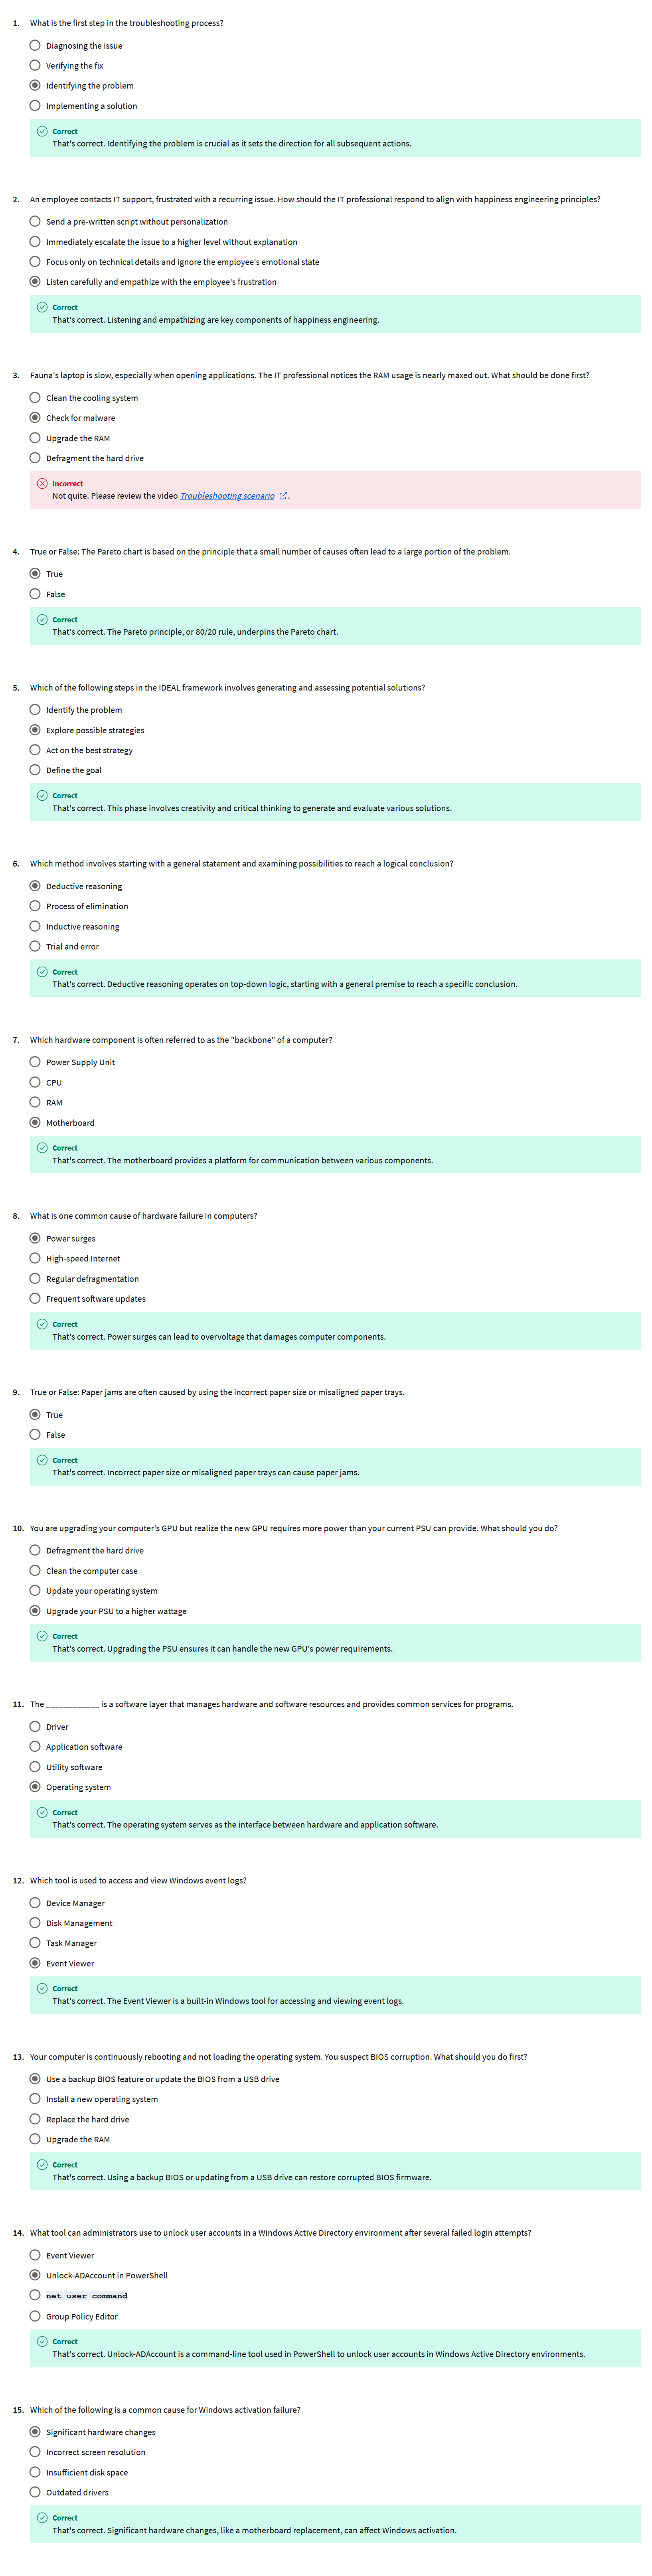 1. What is the first step in the troubleshooting process?
Diagnosing the issue
Verifying the fix
Identifying the problem
Implementing a solution
Correct
That's correct. Identifying the problem is crucial as it sets the direction for all subsequent actions.
2. An employee contacts IT support, frustrated with a recurring issue. How should the IT professional respond to align with happiness engineering principles?
Send a pre-written script without personalization
Immediately escalate the issue to a higher level without explanation
Focus only on technical details and ignore the employee's emotional state
Listen carefully and empathize with the employee's frustration
Correct
That's correct. Listening and empathizing are key components of happiness engineering.
3. Fauna's laptop is slow, especially when opening applications. The IT professional notices the RAM usage is nearly maxed out. What should be done first?
Clean the cooling system
Check for malware
Upgrade the RAM
Defragment the hard drive
Incorrect
Not quite. Please review the video Troubleshooting scenario .
4. True or False: The Pareto chart is based on the principle that a small number of causes often lead to a large portion of the problem.
True
False
Correct
That's correct. The Pareto principle, or 80/20 rule, underpins the Pareto chart.
5. Which of the following steps in the IDEAL framework involves generating and assessing potential solutions?
Identify the problem
Explore possible strategies
Act on the best strategy
Define the goal
Correct
That's correct. This phase involves creativity and critical thinking to generate and evaluate various solutions.
6. Which method involves starting with a general statement and examining possibilities to reach a logical conclusion?
Deductive reasoning
Process of elimination
Inductive reasoning
Trial and error
Correct
That's correct. Deductive reasoning operates on top-down logic, starting with a general premise to reach a specific conclusion.
7. Which hardware component is often referred to as the "backbone" of a computer?
Power Supply Unit
CPU
RAM
Motherboard
Correct
That's correct. The motherboard provides a platform for communication between various components.
8. What is one common cause of hardware failure in computers?
Power surges
High-speed Internet
Regular defragmentation
Frequent software updates
Correct
That's correct. Power surges can lead to overvoltage that damages computer components.
9. True or False: Paper jams are often caused by using the incorrect paper size or misaligned paper trays.
True
False
Correct
That's correct. Incorrect paper size or misaligned paper trays can cause paper jams.
10. You are upgrading your computer's GPU but realize the new GPU requires more power than your current PSU can provide. What should you do?
Defragment the hard drive
Clean the computer case
Update your operating system
Upgrade your PSU to a higher wattage
Correct
That's correct. Upgrading the PSU ensures it can handle the new GPU's power requirements.
11. The ____________ is a software layer that manages hardware and software resources and provides common services for programs.
Driver
Application software
Utility software
Operating system
Correct
That's correct. The operating system serves as the interface between hardware and application software.
12. Which tool is used to access and view Windows event logs?
Device Manager
Disk Management
Task Manager
Event Viewer
Correct
That's correct. The Event Viewer is a built-in Windows tool for accessing and viewing event logs.
13. Your computer is continuously rebooting and not loading the operating system. You suspect BIOS corruption. What should you do first?
Use a backup BIOS feature or update the BIOS from a USB drive
Install a new operating system
Replace the hard drive
Upgrade the RAM
Correct
That's correct. Using a backup BIOS or updating from a USB drive can restore corrupted BIOS firmware.
14. What tool can administrators use to unlock user accounts in a Windows Active Directory environment after several failed login attempts?
Event Viewer
Unlock-ADAccount in PowerShell
net user command
Group Policy Editor
Correct
That's correct. Unlock-ADAccount is a command-line tool used in PowerShell to unlock user accounts in Windows Active Directory environments.
15. Which of the following is a common cause for Windows activation failure?
Significant hardware changes
Incorrect screen resolution
Insufficient disk space
Outdated drivers
Correct
That's correct. Significant hardware changes, like a motherboard replacement, can affect Windows activation.